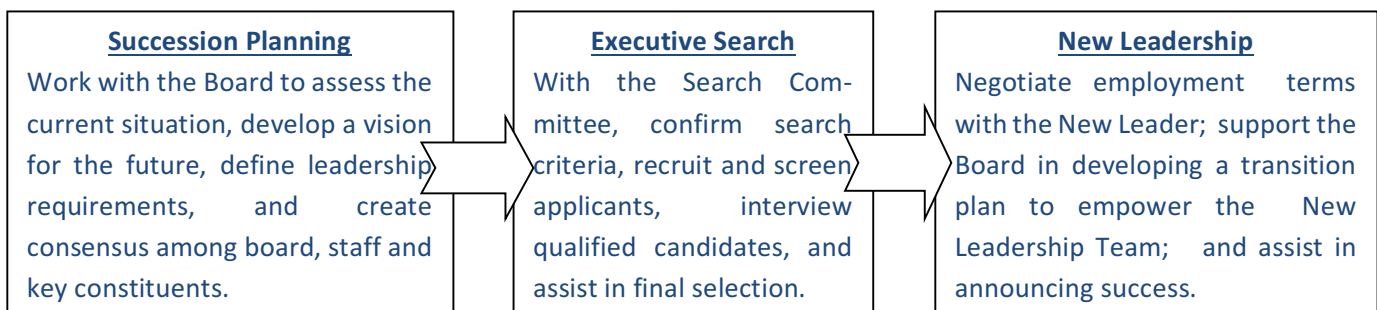 Succession Planning
Work with the Board to assess the
current situation, develop a vision
for the future, define leadership
requirements, and create
consensus among board, staff and
key constituents.
Executive Search
With the Search Com-
mittee, confirm search
criteria, recruit and screen
applicants, interview
qualified candidates, and
assist in final selection.
New Leadership
Negotiate employment terms
with the New Leader; support the
Board in developing a transition
plan to empower the New
Leadership Team; and assist in
announcing success.